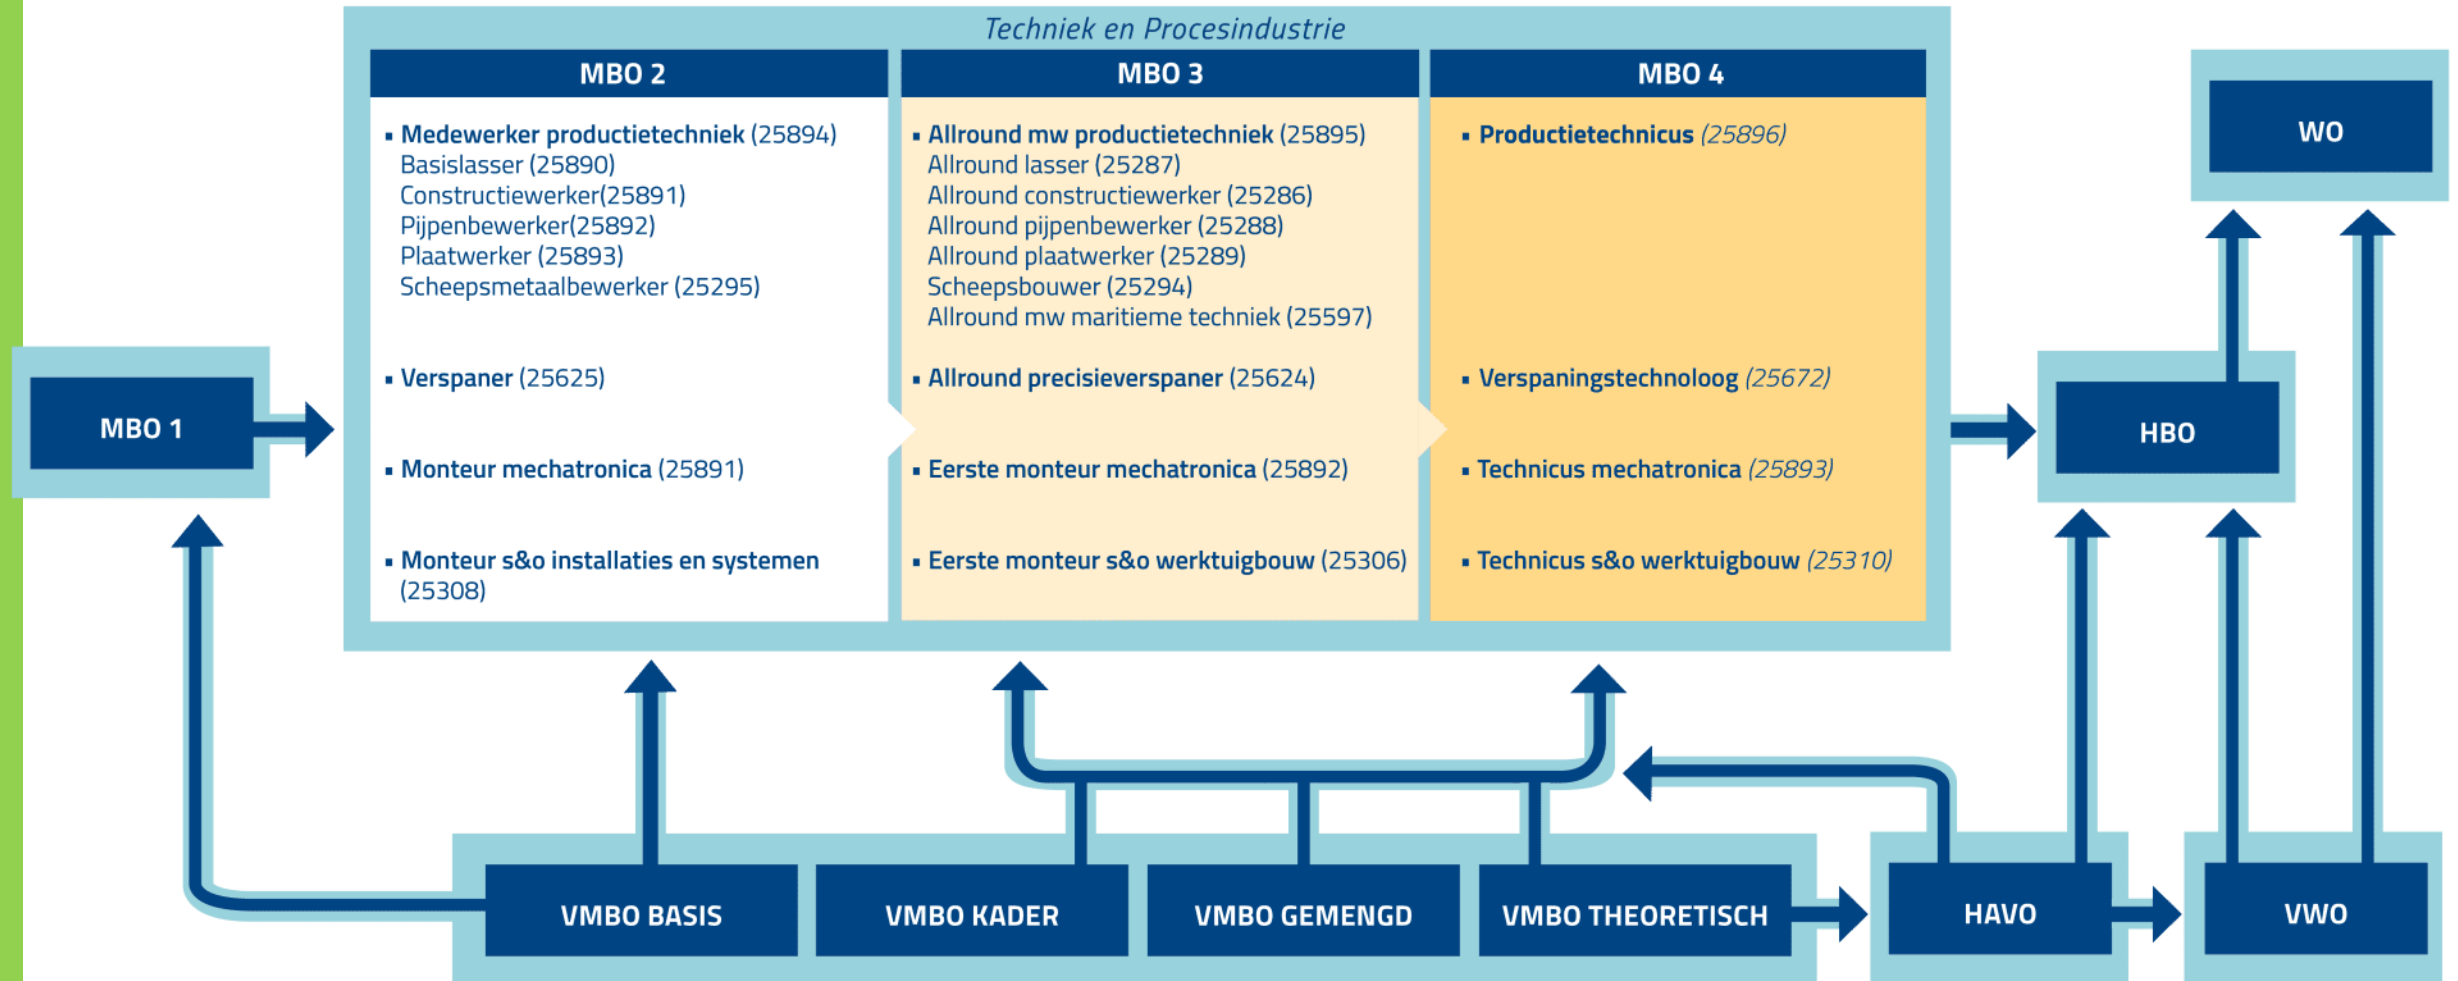 Techniek en Procesindustrie
MBO 2
▪ Medewerker productietechniek (25894)
Basislasser (25890)
Constructiewerker(25891)
Pijpenbewerker(25892)
Plaatwerker (25893)
Scheepsmetaalbewerker (25295)
▪ Verspaner (25625)
▪ Monteur mechatronica (25891)
▪ Monteur s&o installaties en systemen
(25308)
MBO 3
▪ Allround mw productietechniek (25895)
Allround lasser (25287)
Allround constructiewerker (25286)
Allround pijpenbewerker (25288)
Allround plaatwerker (25289)
Scheepsbouwer (25294)
Allround mw maritieme techniek (25597)
▪ Allround precisieverspaner (25624)
▪ Eerste monteur mechatronica (25892)
▪ Eerste monteur s&o werktuigbouw (25306)
MBO 4
▪ Productietechnicus (25896)
▪ Verspaningstechnoloog (25672)
▪ Technicus mechatronica (25893)
▪ Technicus s&o werktuigbouw (25310)
WO
MBO 1
HBO
VMBO BASIS
VMBO KADER
VMBO GEMENGD
VMBO THEORETISCH
HAVO
VWO